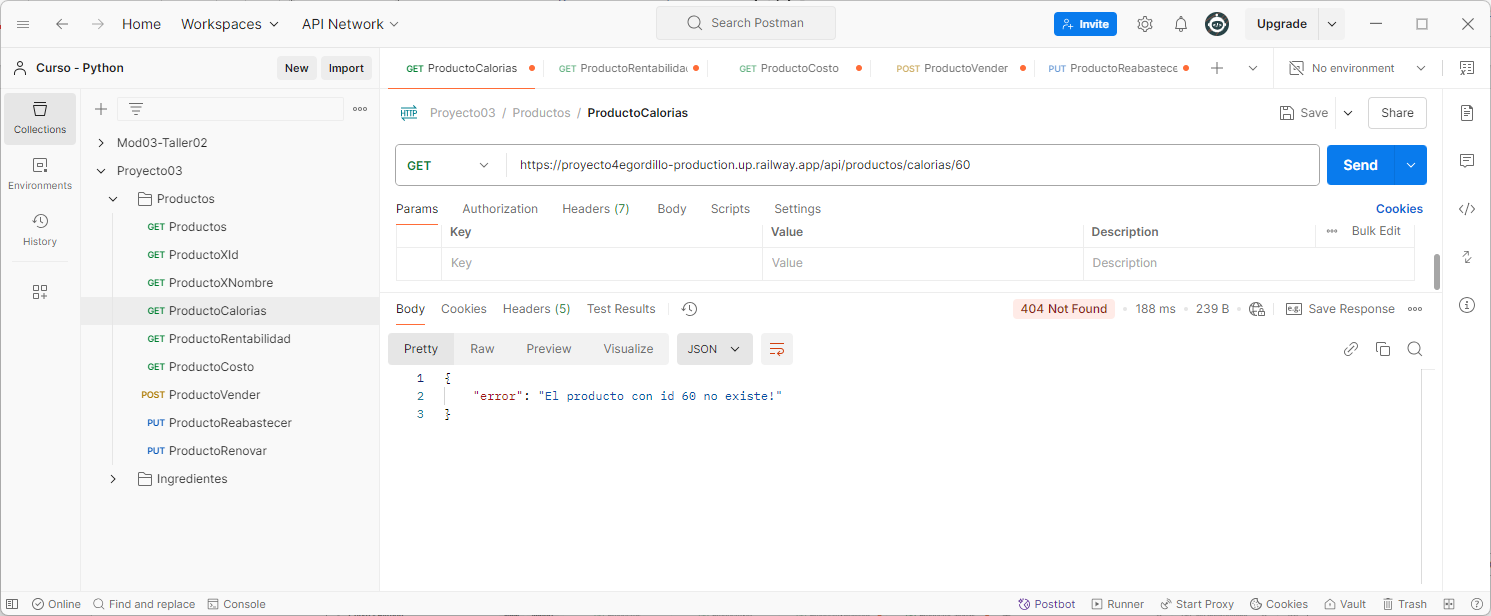 Home Workspaces API Network Search Postman Invite Upgrade
Curso - Python New Import
GET ProductoCalorias GET ProductoRentabilida GET ProductoCosto POST ProductoVender PUT ProductoReabastece No environment
Collections
Environments
History
Mod03-Taller02
Proyecto03
Productos
GET Productos
GET ProductoXId
GET ProductoXNombre
GET ProductoCalorias
GET ProductoRentabilidad
GET ProductoCosto
POST ProductoVender
PUT ProductoReabastecer
PUT ProductoRenovar
Ingredientes
HTTP Proyecto03 / Productos / ProductoCalorias Save Share
GET https://proyecto4egordillo-production.up.railway.app/api/productos/calorias/60 Send
Params Authorization Headers (7) Body Scripts Settings Cookies
Key Value Description Bulk Edit
Key Value Description
Body Cookies Headers (5) Test Results 404 Not Found 188 ms 239 B e.g. Save Response
Pretty Raw Preview Visualize JSON
1 {
2 "error": "El producto con id 60 no existe!"
3 }
Online Find and replace Console Postbot Runner Start Proxy Cookies Vault Trash